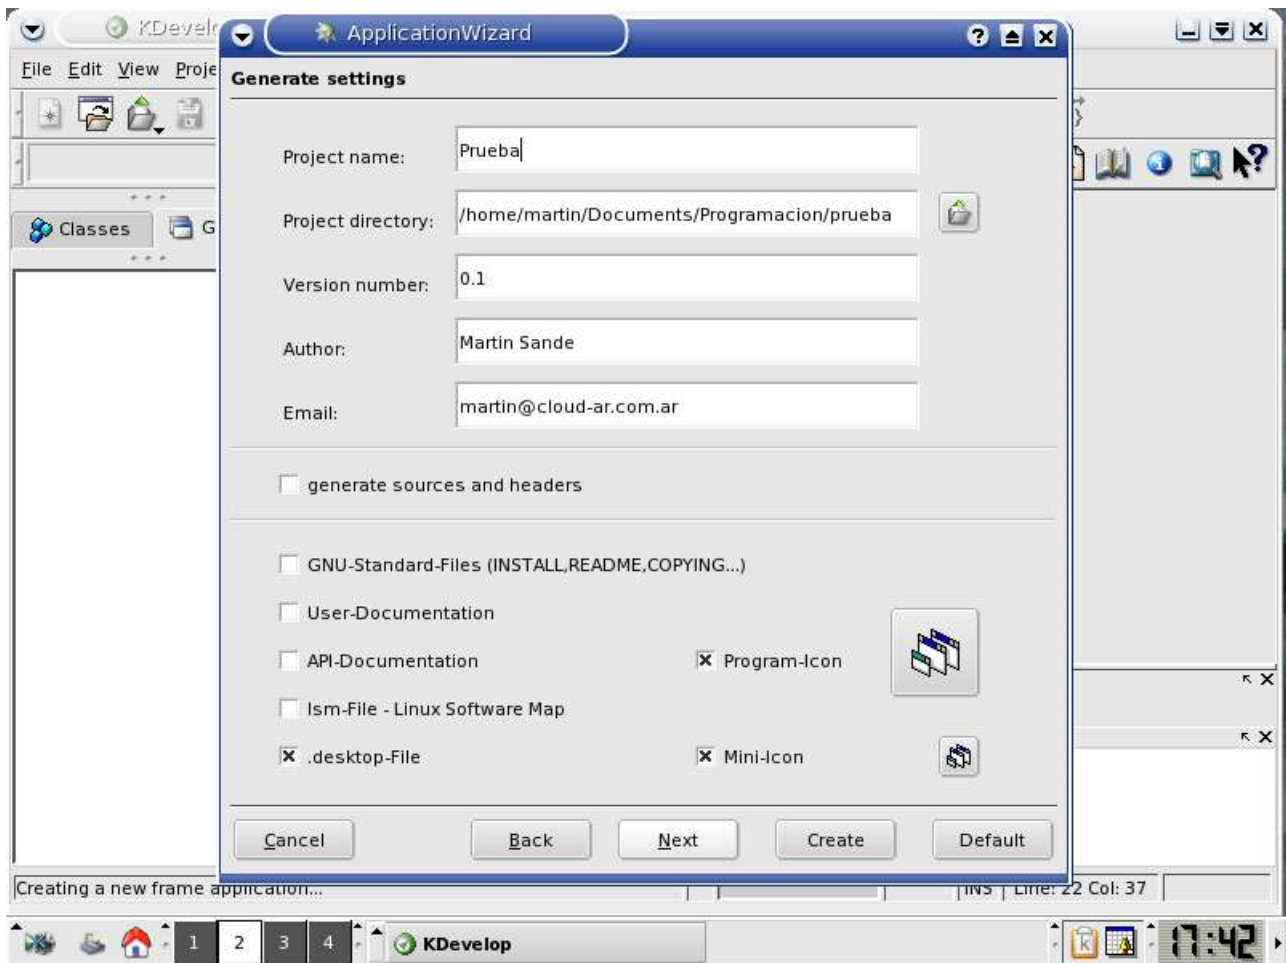 KDevel
ApplicationWizard
File Edit View Proje
Generate settings
Project name: Prueba
Project directory: /home/martin/Documents/Programacion/prueba
Classes G
Version number: 0.1
Author: Martin Sande
Email: martin@cloud-ar.com.ar
generate sources and headers
GNU-Standard-Files (INSTALL,README,COPYING...)
User-Documentation
API-Documentation Program-Icon
lsm-File - Linux Software Map
.desktop-File Mini-Icon
Cancel Back Next Create Default
Creating a new frame application... INS Line: 22 Col: 37
1 2 3 4 KDevelop 17:42